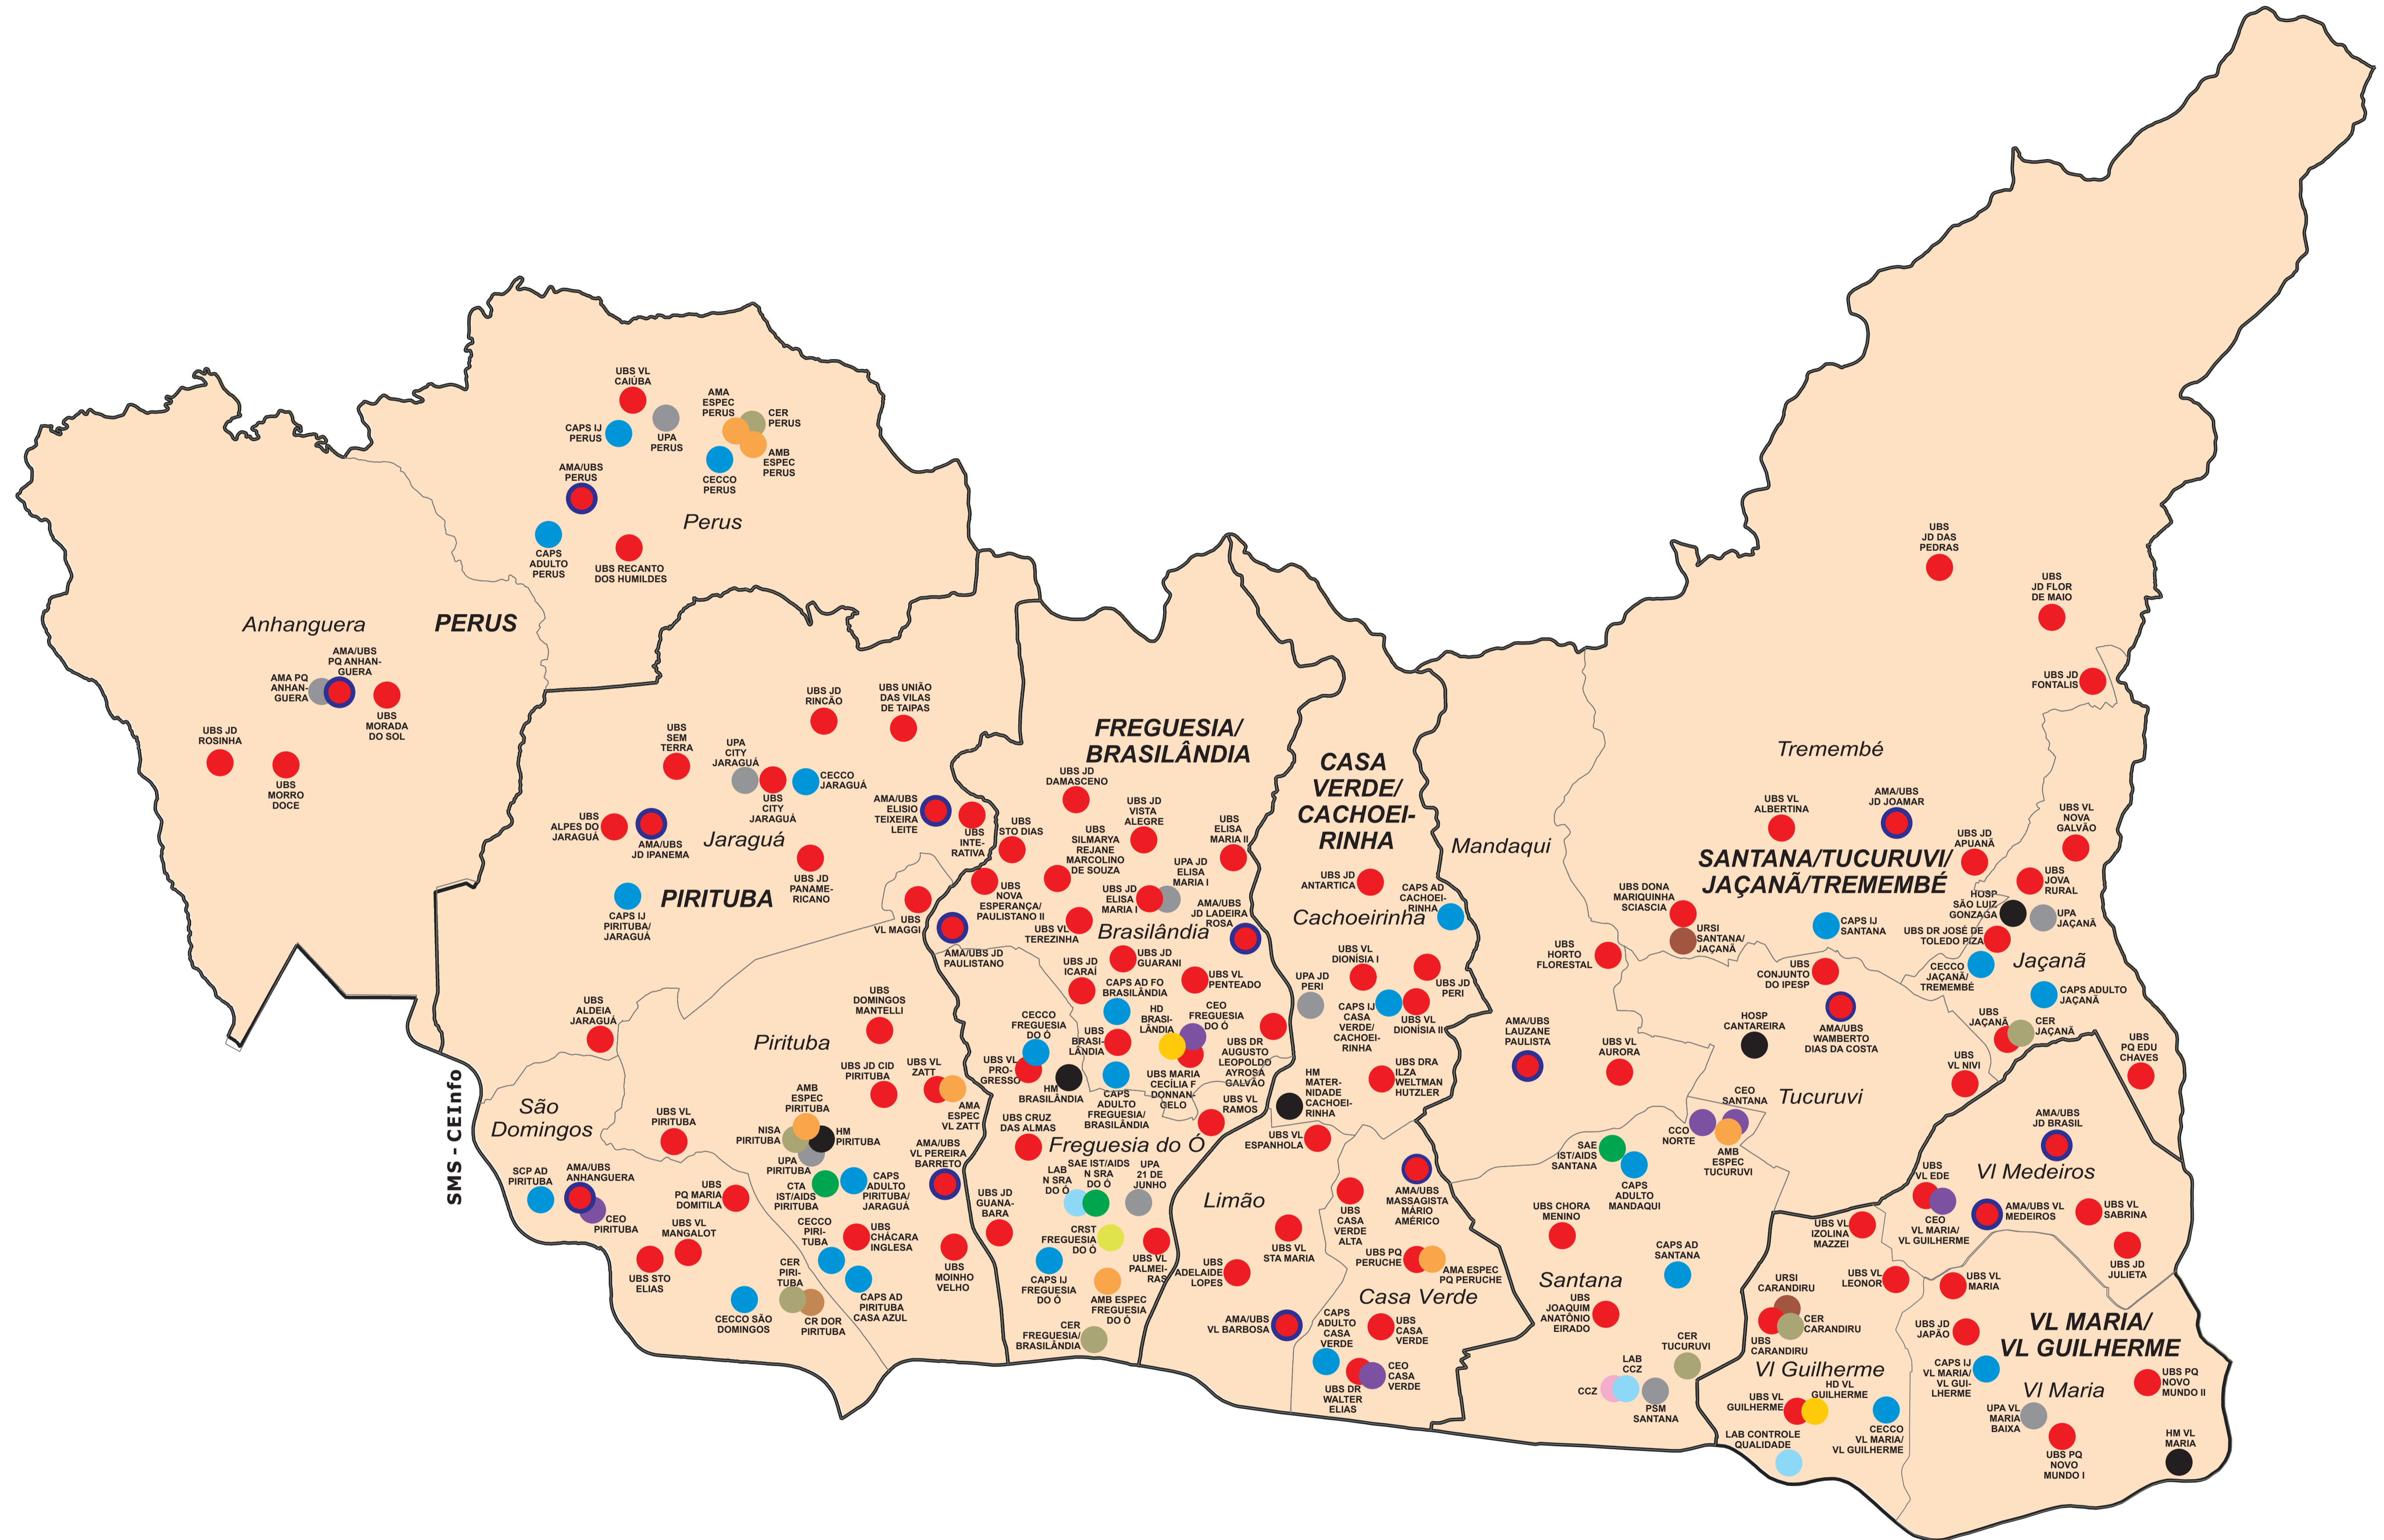 UBS VL
CAIÚBA
CAPS IJ
PERUS
UPA
PERUS
AMA
ESPEC
PERUS
CER
PERUS
AMB
ESPEC
PERUS
CECCO
PERUS
AMA/UBS
PERUS
CAPS
ADULTO
PERUS
UBS RECANTO
DOS HUMILDES
Perus
Anhanguera
PERUS
AMA/UBS
PQ ANHAN-
GUERA
AMA PQ
ANHAN-
GUERA
UBS
MORADA
DO SOL
UBS JD
ROSINHA
UBS
MORRO
DOCE
UBS JD
RINCÃO
UBS UNIÃO
DAS VILAS
DE TAIPAS
UBS
SEM
TERRA
UPA
CITY
JARAGUÁ
UBS
CITY
JARAGUÁ
CECCO
JARAGUÁ
AMA/UBS
ELISIO
TEIXEIRA
LEITE
UBS
INTE-
RATIVA
UBS
ALPES DO
JARAGUÁ
AMA/UBS
JD IPANEMA
Jaraguá
UBS JD
PANAME-
RICANO
PIRITUBA
CAPS IJ
PIRITUBA/
JARAGUÁ
UBS
VL MAGGI
UBS
ALDEIA
JARAGUÁ
UBS
DOMINGOS
MANTELLI
Pirituba
UBS JD CID
PIRITUBA
UBS VL
ZATT
AMA
ESPEC
VL ZATT
São
Domingos
UBS VL
PIRITUBA
AMB
ESPEC
PIRITUBA
NISA
PIRITUBA
HM
PIRITUBA
UPA
PIRITUBA
AMA/UBS
VL PEREIRA
BARRETO
SCP AD
PIRITUBA
AMA/UBS
ANHANGUERA
CEO
PIRITUBA
UBS
PQ MARIA
DOMITILA
CTA
IST/AIDS
PIRITUBA
CAPS
ADULTO
PIRITUBA/
JARAGUÁ
UBS VL
MANGALOT
UBS STO
ELIAS
CECCO
PIRI-
TUBA
UBS
CHÁCARA
INGLESA
UBS
MOINHO
VELHO
CER
PIRI-
TUBA
CAPS AD
PIRITUBA
CASA AZUL
CECCO SÃO
DOMINGOS
CR DOR
PIRITUBA
SMS - CEInfo
FREGUESIA/
BRASILÂNDIA
UBS JD
DAMASCENO
UBS
STO DIAS
UBS
SILMARYA
REJANE
MARCOLINO
DE SOUZA
UBS JD
VISTA
ALEGRE
UBS
ELISA
MARIA II
UBS
NOVA
ESPERANÇA/
PAULISTANO II
UBS JD
ELISA
MARIA I
UPA JD
ELISA
MARIA I
AMA/UBS
JD LADEIRA
ROSA
UBS VL
TEREZINHA
Brasilândia
AMA/UBS JD
PAULISTANO
UBS JD
ICARAÍ
UBS JD
GUARANI
UBS VL
PENTEADO
CAPS AD FO
BRASILÂNDIA
CECCO
FREGUESIA
DO Ó
HD
BRASI-
LÂNDIA
CEO
FREGUESIA
DO Ó
UBS
BRASI-
LÂNDIA
UBS DR
AUGUSTO
LEOPOLDO
AYROSA
GALVÃO
UBS VL
PRO-
GRESSO
HM
BRASILÂNDIA
CAPS
ADULTO
FREGUESIA/
BRASILÂNDIA
UBS MARIA
CECÍLIA F
DONNAN-
GELO
UBS VL
RAMOS
UBS CRUZ
DAS ALMAS
Freguesia do Ó
LAB
N SRA
DO Ó
SAE IST/AIDS
N SRA
DO Ó
UPA
21 DE
JUNHO
UBS JD
GUANA-
BARA
CRST
FREGUESIA
DO Ó
UBS VL
PALMEI-
RAS
CAPS IJ
FREGUESIA
DO Ó
AMB ESPEC
FREGUESIA
DO Ó
CER
FREGUESIA/
BRASILÂNDIA
CASA
VERDE/
CACHOEI-
RINHA
UBS JD
ANTARTICA
CAPS AD
CACHOEI-
RINHA
Cachoeirinha
UBS VL
DIONÍSIA I
UPA JD
PERI
UBS JD
PERI
CAPS IJ
CASA
VERDE/
CACHOEI-
RINHA
UBS VL
DIONÍSIA II
UBS DRA
ILZA
WELTMAN
HUTZLER
HM
MATER-
NIDADE
CACHOEI-
RINHA
UBS VL
ESPANHOLA
Limão
UBS
CASA
VERDE
ALTA
AMA/UBS
MASSAGISTA
MÁRIO
AMÉRICO
UBS VL
STA MARIA
UBS
ADELAIDE
LOPES
UBS PQ
PERUCHE
AMA ESPEC
PQ PERUCHE
Casa Verde
AMA/UBS
VL BARBOSA
CAPS
ADULTO
CASA
VERDE
UBS
CASA
VERDE
UBS DR
WALTER
ELIAS
CEO
CASA
VERDE
UBS
JD DAS
PEDRAS
UBS
JD FLOR
DE MAIO
UBS JD
FONTALIS
Tremembé
Mandaqui
UBS VL
ALBERTINA
AMA/UBS
JD JOAMAR
UBS VL
NOVA
GALVÃO
UBS JD
APUANÃ
SANTANA/TUCURUVI/
JAÇANÃ/TREMEMBÉ
UBS
JOVA
RURAL
UBS DONA
MARIQUINHA
SCIASCIA
URSI
SANTANA/
JAÇANÃ
CAPS IJ
SANTANA
HOSP
SÃO LUIZ
GONZAGA
UPA
JAÇANÃ
UBS DR JOSÉ DE
TOLEDO PIZA
UBS
HORTO
FLORESTAL
UBS
CONJUNTO
DO IPESP
CECCO
JAÇANÃ/
TREMEMBÉ
Jaçanã
CAPS ADULTO
JAÇANÃ
AMA/UBS
LAUZANE
PAULISTA
HOSP
CANTAREIRA
AMA/UBS
WAMBERTO
DIAS DA COSTA
UBS
JAÇANÃ
CER
JAÇANÃ
UBS VL
AURORA
UBS
VL NIVI
UBS
PQ EDU
CHAVES
CEO
SANTANA
Tucuruvi
CCO
NORTE
AMB
ESPEC
TUCURUVI
SAE
IST/AIDS
SANTANA
CAPS
ADULTO
MANDAQUI
UBS CHORA
MENINO
CAPS AD
SANTANA
Santana
UBS
JOAQUIM
ANATÔNIO
EIRADO
CER
TUCURUVI
CCZ
LAB
CCZ
PSM
SANTANA
AMA/UBS
JD BRASIL
UBS
VL EDE
Vl Medeiros
CEO
VL MARIA/
VL GUILHERME
AMA/UBS VL
MEDEIROS
UBS VL
SABRINA
UBS VL
IZOLINA
MAZZEI
UBS JD
JULIETA
UBS VL
LEONOR
UBS VL
MARIA
URSI
CARANDIRU
CER
CARANDIRU
UBS
CARANDIRU
UBS JD
JAPÃO
VL MARIA/
VL GUILHERME
Vl Guilherme
CAPS IJ
VL MARIA/
VL GUI-
LHERME
Vl Maria
UBS PQ
NOVO
MUNDO II
UBS VL
GUILHERME
HD VL
GUILHERME
CECCO
VL MARIA/
VL GUILHERME
UPA VL
MARIA
BAIXA
LAB CONTROLE
QUALIDADE
UBS PQ
NOVO
MUNDO I
HM VL
MARIA